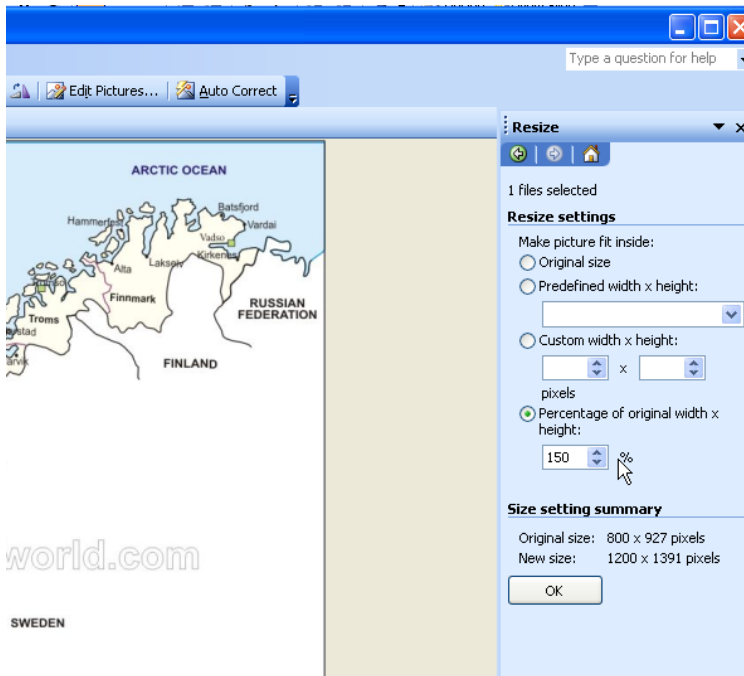 Type a question for help
Edit Pictures... Auto Correct
Resize
1 files selected
Resize settings
Make picture fit inside:
Original size
Predefined width x height:
Custom width x height:
x
pixels
Percentage of original width x
height:
150 %
Size setting summary
Original size: 800 x 927 pixels
New size: 1200 x 1391 pixels
OK
ARCTIC OCEAN
Batsfjord
Hammerfest
Vardai
Vadso
Kirkenes
Alta Lakselv
Finnmark
RUSSIAN
FEDERATION
Troms
FINLAND
world.com
SWEDEN